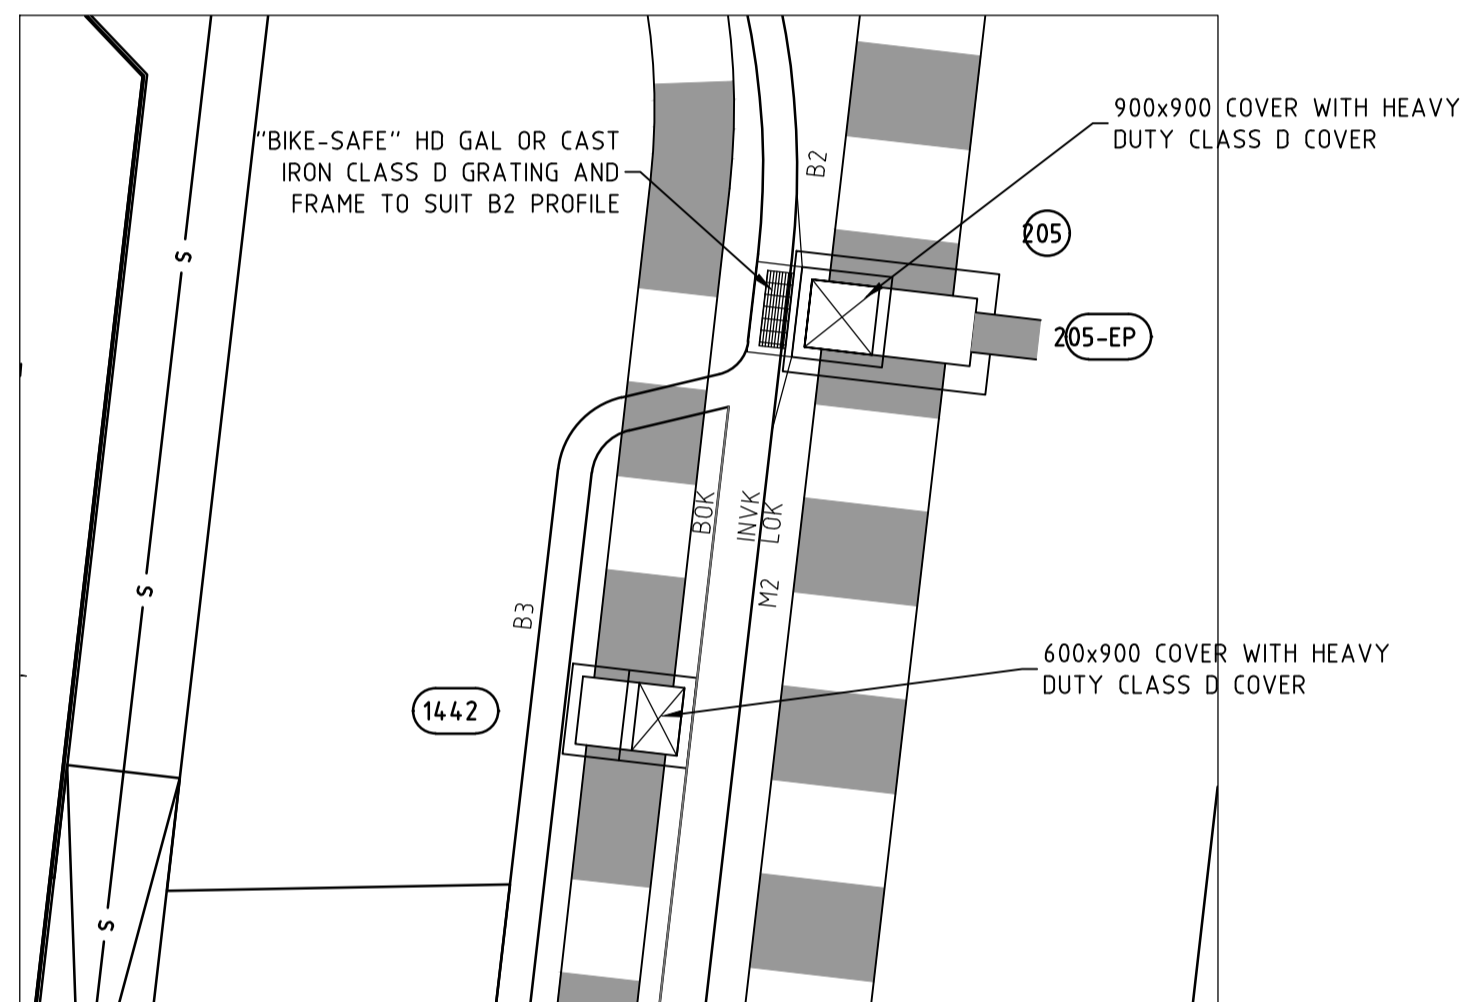 "BIKE-SAFE" HD GAL OR CAST
IRON CLASS D GRATING AND
FRAME TO SUIT B2 PROFILE
900x900 COVER WITH HEAVY
DUTY CLASS D COVER
B2
205
205-EP
S
S
BOK
INVK
LOK
M2
B3
600x900 COVER WITH HEAVY
DUTY CLASS D COVER
1442
S